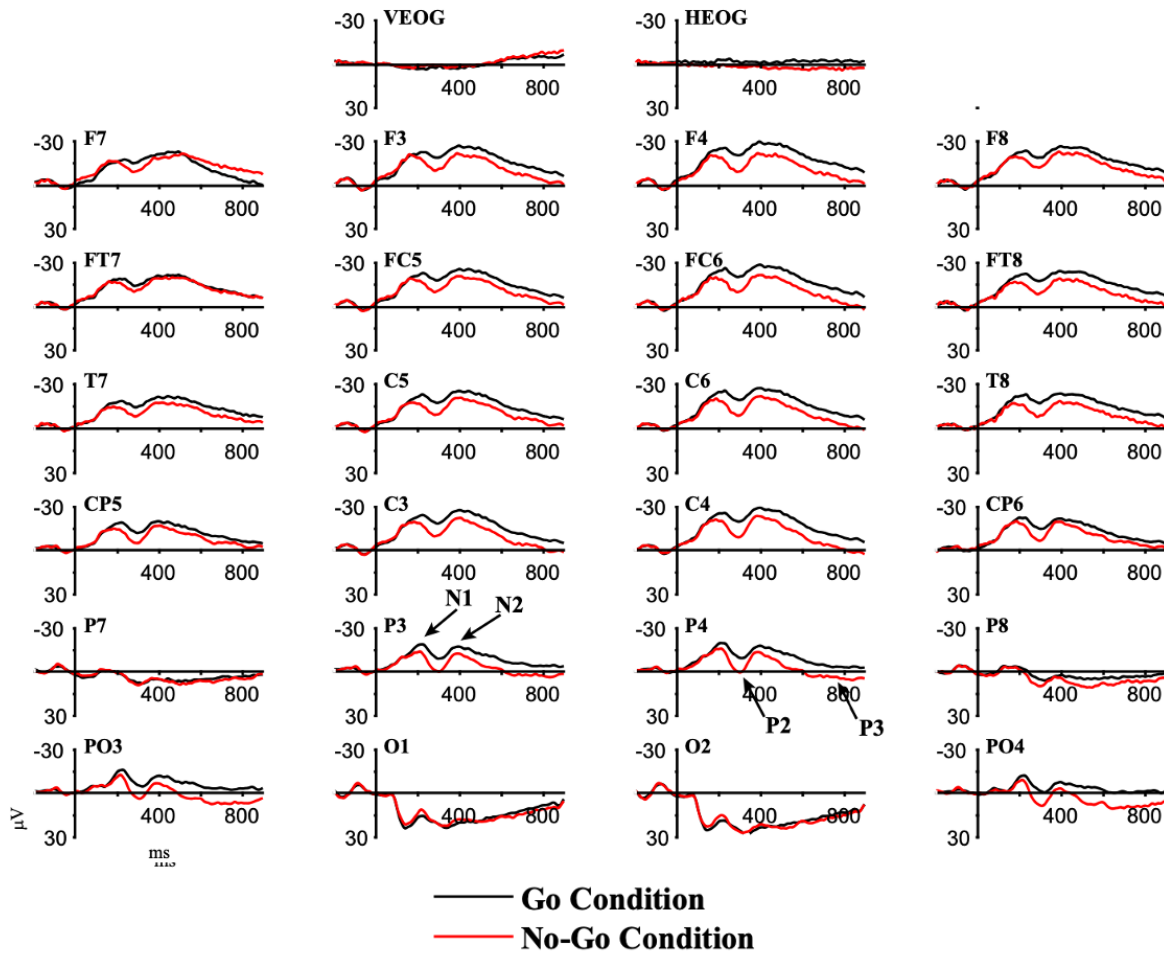 VEOG HEOG
-30 -30
400 800 400 800
30 30
F7 F3 F4 F8
-30 -30 -30 -30
400 800 400 800 400 800 400 800
30 30 30 30
FT7 FC5 FC6 FT8
-30 -30 -30 -30
400 800 400 800 400 800 400 800
30 30 30 30
T7 C5 C6 T8
-30 -30 -30 -30
400 800 400 800 400 800 400 800
30 30 30 30
CP5 C3 C4 CP6
-30 -30 -30 -30
400 800 400 800 400 800 400 800
30 30 30 30
N1 N2
P7 P3 P4 P8
-30 -30 -30 -30
400 800 400 800 400 800 400 800
30 30 30 30
P2 P3
PO3 O1 O2 PO4
-30 -30 -30 -30
400 800 400 800 400 800 400 800
µV 30 30 30 30
ms
Go Condition
No-Go Condition